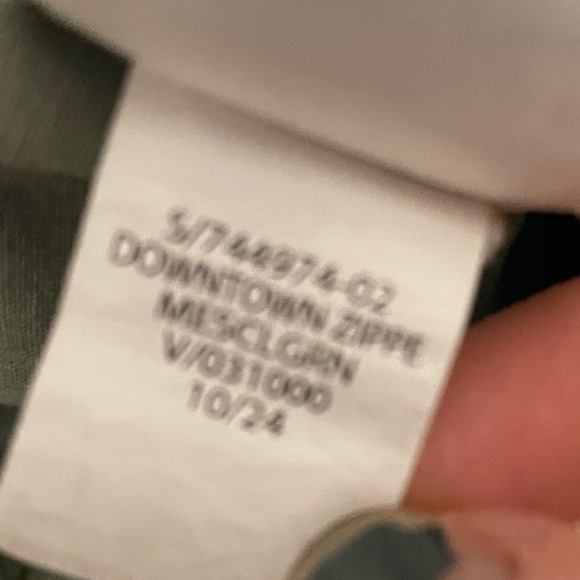 S/744974-02
DOWNTOWN ZIPPE
MESCLGRN
V/031000
10/24